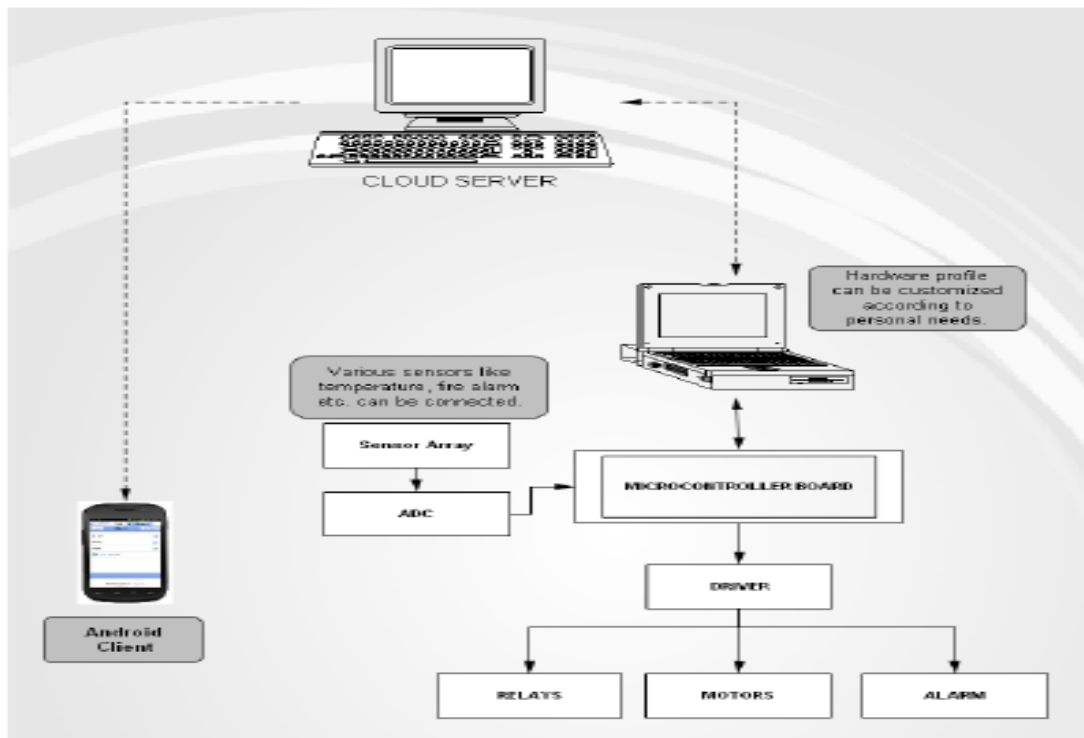 CLOUD SERVER
Hardware profile
can be customized
according to
personal needs.
Various sensors like
temperature, fire alarm
etc. can be connected.
Sensor Array
MICROCONTROLLER BOARD
ADC
DRIVER
Android
Client
RELAYS
MOTORS
ALARM